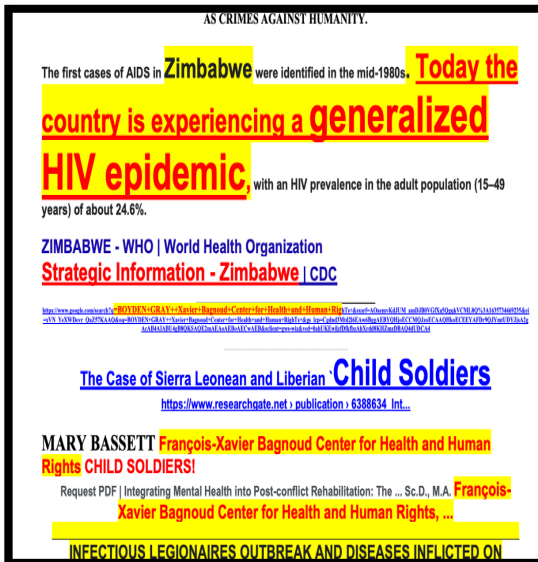 AS CRIMES AGAINST HUMANITY.
The first cases of AIDS in Zimbabwe were identified in the mid-1980s. Today the
country is experiencing a generalized
HIV epidemic, with an HIV prevalence in the adult population (15–49
years) of about 24.6%.
ZIMBABWE - WHO | World Health Organization
Strategic Information - Zimbabwe | CDC
The Case of Sierra Leonean and Liberian `Child Soldiers
https://www.researchgate.net › publication › 6388634_Int...
MARY BASSETT François-Xavier Bagnoud Center for Health and Human
Rights CHILD SOLDIERS!
Request PDF | Integrating Mental Health into Post-conflict Rehabilitation: The ... Sc.D., M.A. François-
Xavier Bagnoud Center for Health and Human Rights, ...
INFECTIOUS LEGIONAIRES OUTBREAK AND DISEASES INFLICTED ON